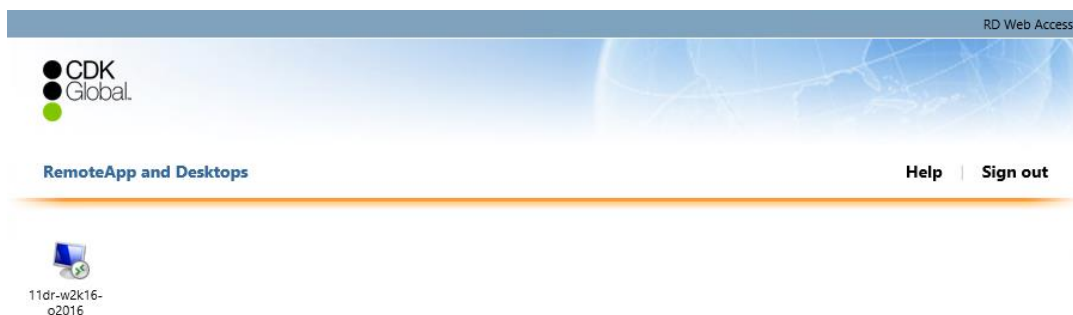 RD Web Access
CDK
Global.
RemoteApp and Desktops
Help | Sign out
11dr-w2k16-
o2016